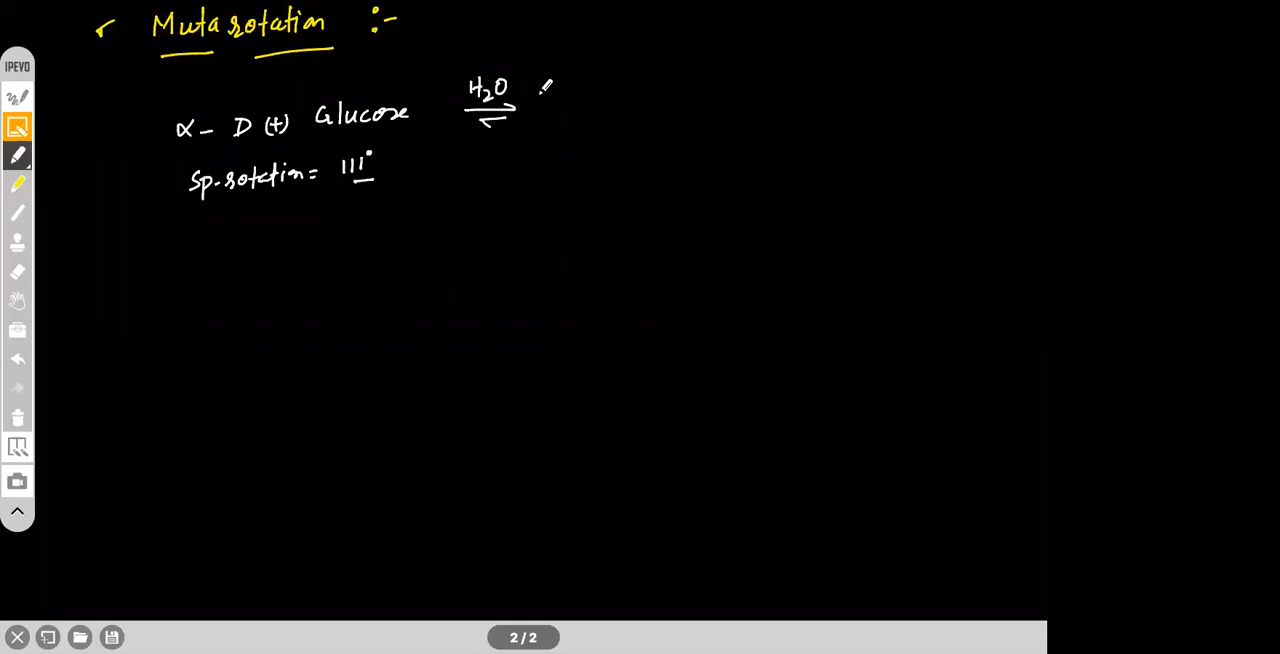 IPEVO
Mutarotation :-
H₂O
α- D (+) Glucose ⇌
Sp. rotation = 111°
2 / 2